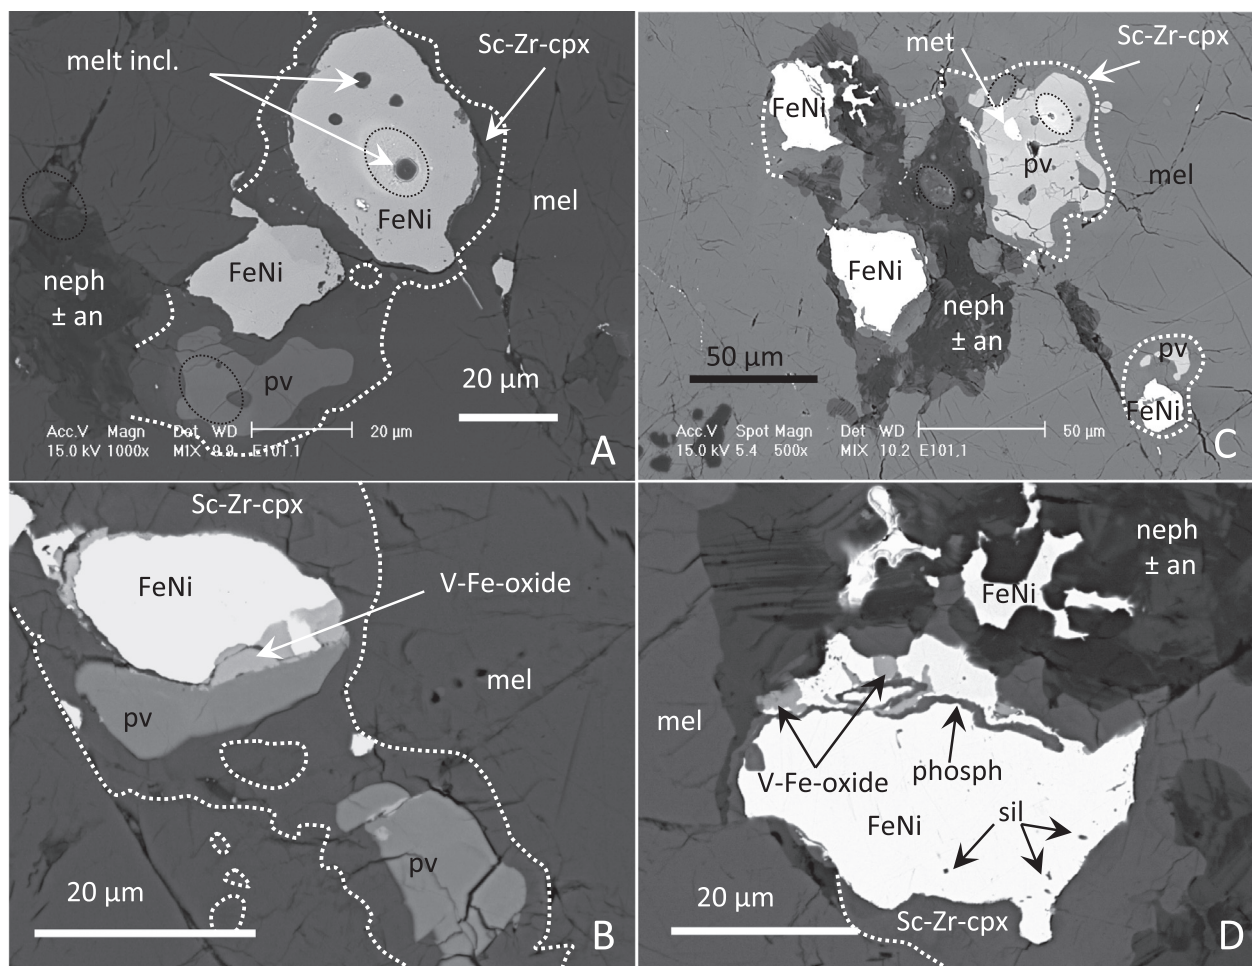 melt incl.
Sc-Zr-cpx
FeNi
mel
FeNi
neph
± an
pv
20 µm
Acc.V Magn Det WD 20 µm
15.0 kV 1000x MIX 9.9 E101.1
A
met
Sc-Zr-cpx
FeNi
pv
mel
FeNi
neph
± an
50 µm
pv
FeNi
Acc.V Spot Magn Det WD 50 µm
15.0 kV 5.4 500x MIX 10.2 E101,1
C
Sc-Zr-cpx
FeNi
V-Fe-oxide
mel
pv
pv
20 µm
B
neph
± an
FeNi
mel
V-Fe-oxide
phosph
FeNi
sil
20 µm
Sc-Zr-cpx
D